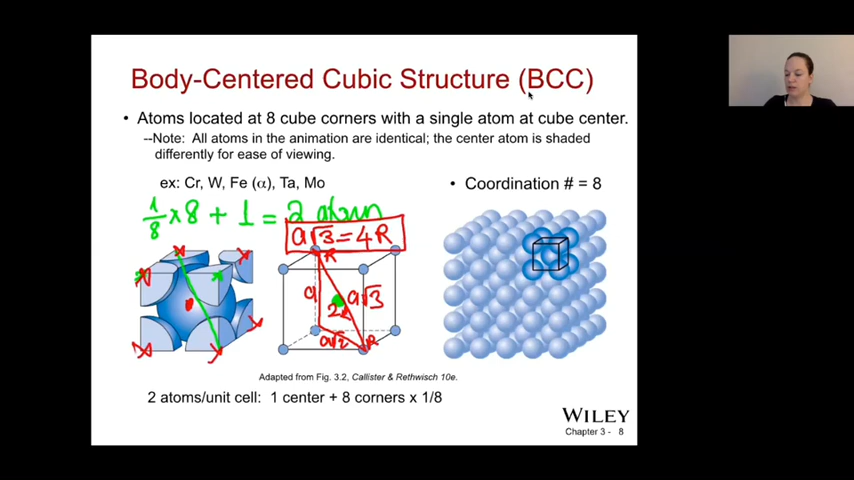 Body-Centered Cubic Structure (BCC)
• Atoms located at 8 cube corners with a single atom at cube center.
--Note: All atoms in the animation are identical; the center atom is shaded
differently for ease of viewing.
ex: Cr, W, Fe (α), Ta, Mo
• Coordination # = 8
1/8 x 8 + 1 = 2 atom
a√3 = 4R
R
a
a√3
2R
a√2
R
Adapted from Fig. 3.2, Callister & Rethwisch 10e.
2 atoms/unit cell: 1 center + 8 corners x 1/8
WILEY
Chapter 3 - 8